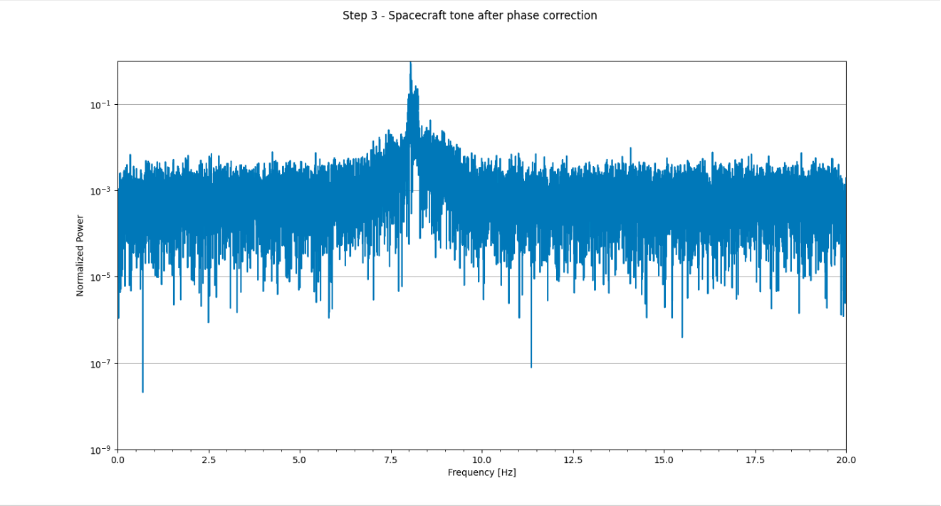 Step 3 - Spacecraft tone after phase correction
Normalized Power
10⁻¹
10⁻³
10⁻⁵
10⁻⁷
10⁻⁹
0.0 2.5 5.0 7.5 10.0 12.5 15.0 17.5 20.0
Frequency [Hz]